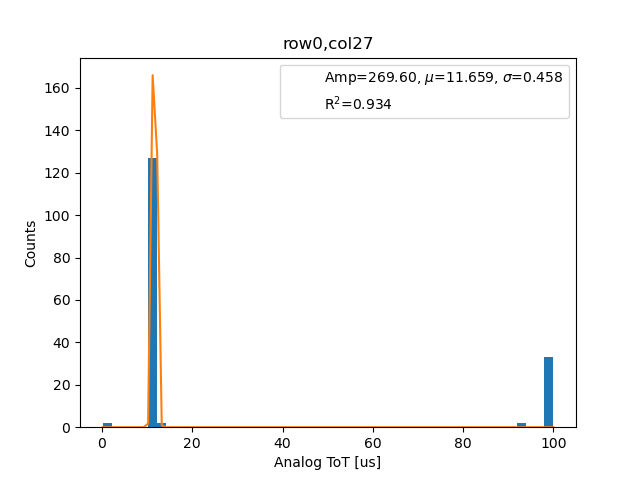 row0,col27
Amp=269.60, μ=11.659, σ=0.458
R²=0.934
160
140
120
100
80
60
40
20
0
Counts
0 20 40 60 80 100
Analog ToT [us]